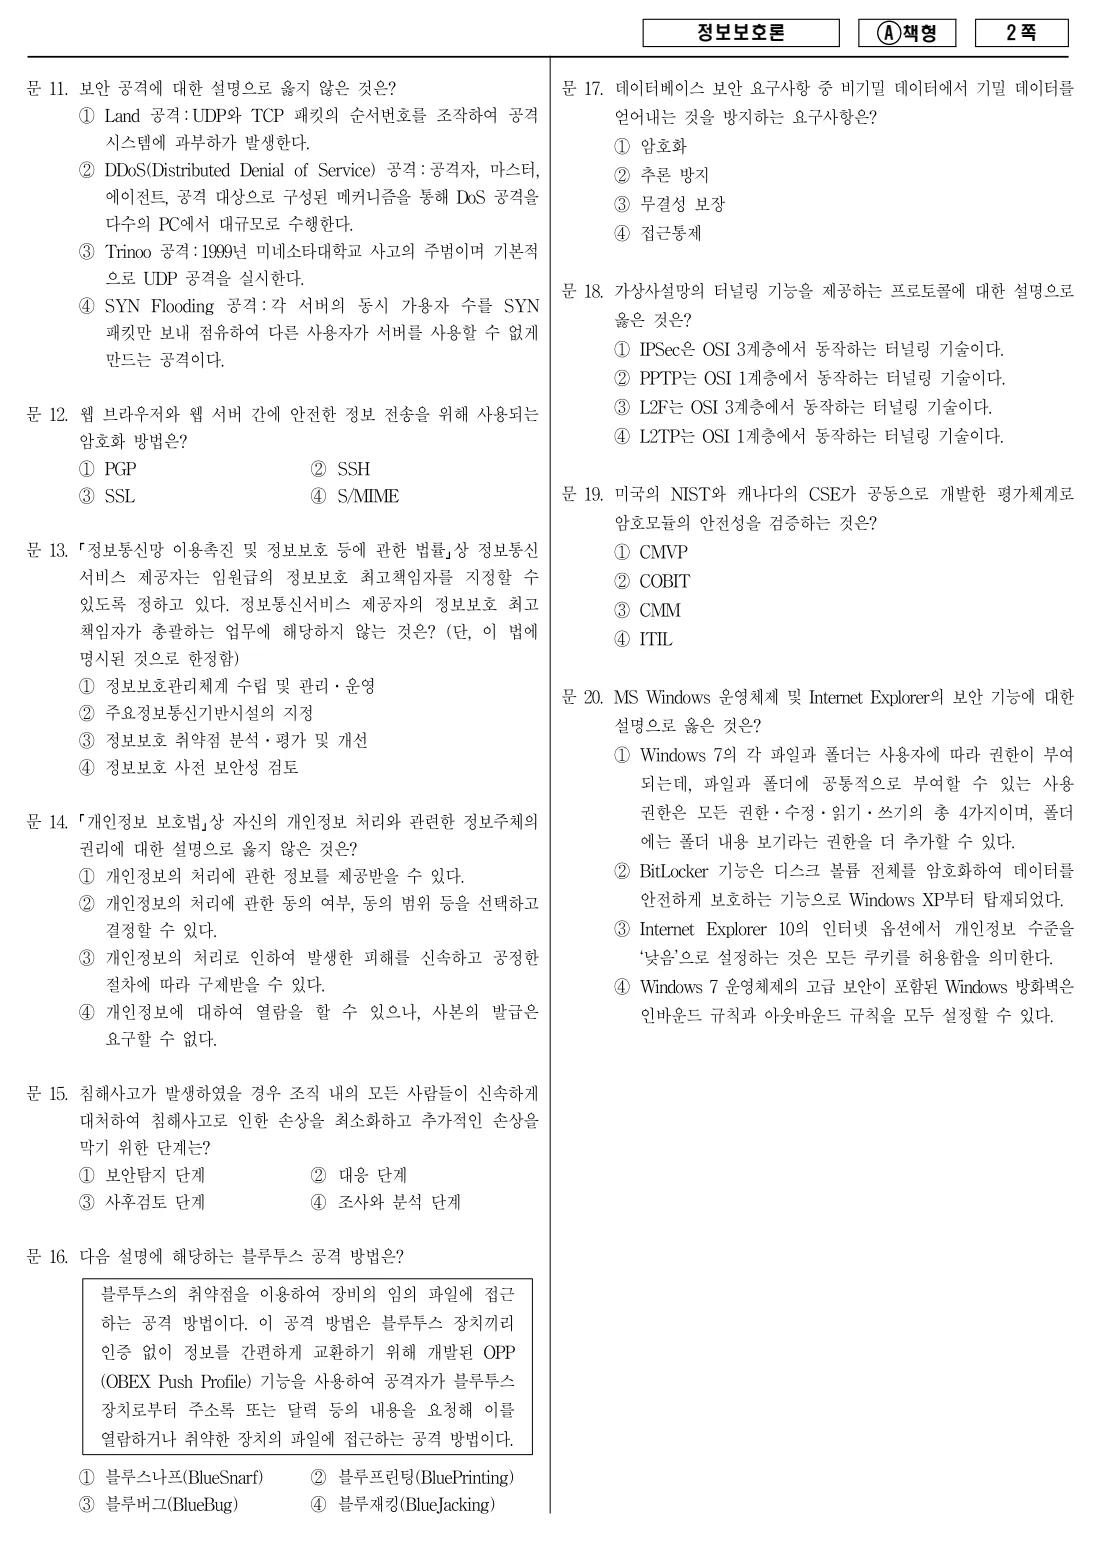 정보보호론
Ⓐ책형
2쪽
문 11. 보안 공격에 대한 설명으로 옳지 않은 것은?
① Land 공격 : UDP와 TCP 패킷의 순서번호를 조작하여 공격
시스템에 과부하가 발생한다.
② DDoS(Distributed Denial of Service) 공격 : 공격자, 마스터,
에이전트, 공격 대상으로 구성된 메커니즘을 통해 DoS 공격을
다수의 PC에서 대규모로 수행한다.
③ Trinoo 공격 : 1999년 미네소타대학교 사고의 주범이며 기본적
으로 UDP 공격을 실시한다.
④ SYN Flooding 공격 : 각 서버의 동시 가용자 수를 SYN
패킷만 보내 점유하여 다른 사용자가 서버를 사용할 수 없게
만드는 공격이다.
문 12. 웹 브라우저와 웹 서버 간에 안전한 정보 전송을 위해 사용되는
암호화 방법은?
① PGP ② SSH
③ SSL ④ S/MIME
문 13. ｢정보통신망 이용촉진 및 정보보호 등에 관한 법률｣상 정보통신
서비스 제공자는 임원급의 정보보호 최고책임자를 지정할 수
있도록 정하고 있다. 정보통신서비스 제공자의 정보보호 최고
책임자가 총괄하는 업무에 해당하지 않는 것은? (단, 이 법에
명시된 것으로 한정함)
① 정보보호관리체계 수립 및 관리·운영
② 주요정보통신기반시설의 지정
③ 정보보호 취약점 분석·평가 및 개선
④ 정보보호 사전 보안성 검토
문 14. ｢개인정보 보호법｣상 자신의 개인정보 처리와 관련한 정보주체의
권리에 대한 설명으로 옳지 않은 것은?
① 개인정보의 처리에 관한 정보를 제공받을 수 있다.
② 개인정보의 처리에 관한 동의 여부, 동의 범위 등을 선택하고
결정할 수 있다.
③ 개인정보의 처리로 인하여 발생한 피해를 신속하고 공정한
절차에 따라 구제받을 수 있다.
④ 개인정보에 대하여 열람을 할 수 있으나, 사본의 발급은
요구할 수 없다.
문 15. 침해사고가 발생하였을 경우 조직 내의 모든 사람들이 신속하게
대처하여 침해사고로 인한 손상을 최소화하고 추가적인 손상을
막기 위한 단계는?
① 보안탐지 단계 ② 대응 단계
③ 사후검토 단계 ④ 조사와 분석 단계
문 16. 다음 설명에 해당하는 블루투스 공격 방법은?
블루투스의 취약점을 이용하여 장비의 임의 파일에 접근
하는 공격 방법이다. 이 공격 방법은 블루투스 장치끼리
인증 없이 정보를 간편하게 교환하기 위해 개발된 OPP
(OBEX Push Profile) 기능을 사용하여 공격자가 블루투스
장치로부터 주소록 또는 달력 등의 내용을 요청해 이를
열람하거나 취약한 장치의 파일에 접근하는 공격 방법이다.
① 블루스나프(BlueSnarf) ② 블루프린팅(BluePrinting)
③ 블루버그(BlueBug) ④ 블루재킹(BlueJacking)
문 17. 데이터베이스 보안 요구사항 중 비기밀 데이터에서 기밀 데이터를
얻어내는 것을 방지하는 요구사항은?
① 암호화
② 추론 방지
③ 무결성 보장
④ 접근통제
문 18. 가상사설망의 터널링 기능을 제공하는 프로토콜에 대한 설명으로
옳은 것은?
① IPSec은 OSI 3계층에서 동작하는 터널링 기술이다.
② PPTP는 OSI 1계층에서 동작하는 터널링 기술이다.
③ L2F는 OSI 3계층에서 동작하는 터널링 기술이다.
④ L2TP는 OSI 1계층에서 동작하는 터널링 기술이다.
문 19. 미국의 NIST와 캐나다의 CSE가 공동으로 개발한 평가체계로
암호모듈의 안전성을 검증하는 것은?
① CMVP
② COBIT
③ CMM
④ ITIL
문 20. MS Windows 운영체제 및 Internet Explorer의 보안 기능에 대한
설명으로 옳은 것은?
① Windows 7의 각 파일과 폴더는 사용자에 따라 권한이 부여
되는데, 파일과 폴더에 공통적으로 부여할 수 있는 사용
권한은 모든 권한·수정·읽기·쓰기의 총 4가지이며, 폴더
에는 폴더 내용 보기라는 권한을 더 추가할 수 있다.
② BitLocker 기능은 디스크 볼륨 전체를 암호화하여 데이터를
안전하게 보호하는 기능으로 Windows XP부터 탑재되었다.
③ Internet Explorer 10의 인터넷 옵션에서 개인정보 수준을
‘낮음’으로 설정하는 것은 모든 쿠키를 허용함을 의미한다.
④ Windows 7 운영체제의 고급 보안이 포함된 Windows 방화벽은
인바운드 규칙과 아웃바운드 규칙을 모두 설정할 수 있다.